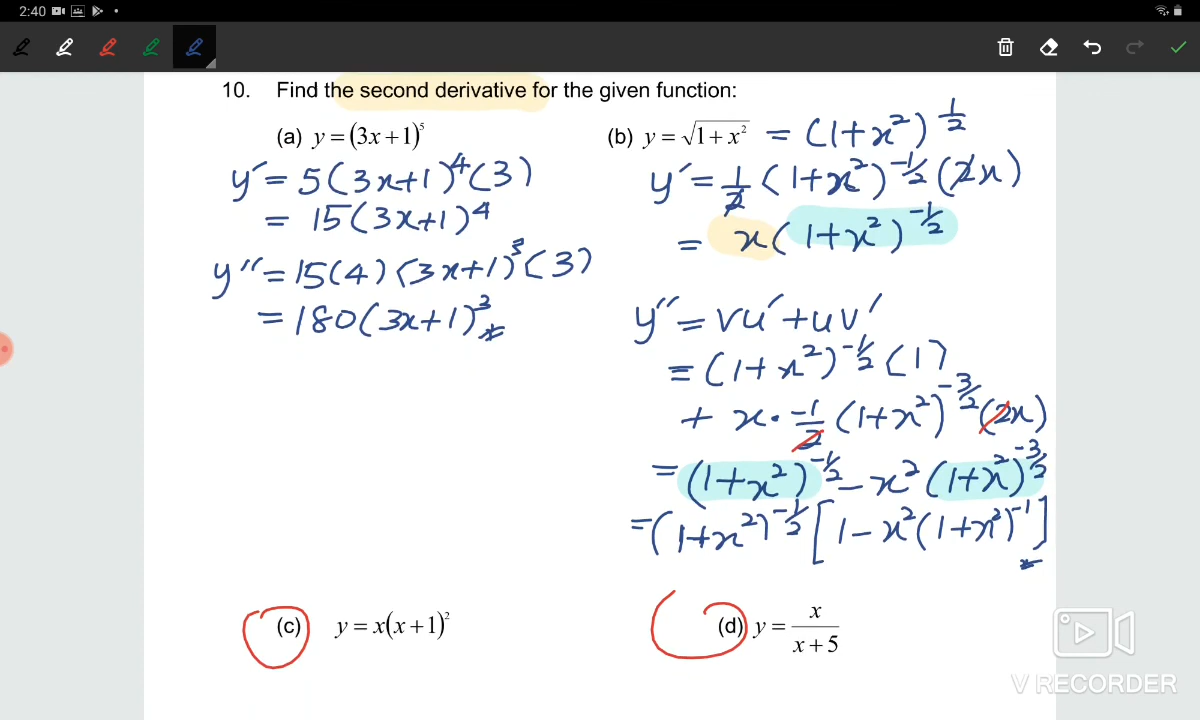 2:40
10. Find the second derivative for the given function:
(a) y = (3x+1)⁵
y′ = 5(3x+1)⁴(3)
= 15(3x+1)⁴
y″ = 15(4)(3x+1)³(3)
= 180(3x+1)³ *
(b) y = √(1+x²) = (1+x²)^½
y′ = ½(1+x²)^-½(2x)
= x(1+x²)^-½
y″ = vu′ + uv′
= (1+x²)^-½(1)
+ x · -1/2 (1+x²)^-3/2(2x)
= (1+x²)^-½ - x²(1+x²)^-3/2
= (1+x²)^-½[1 - x²(1+x²)^-1] *
(c) y = x(x+1)²
(d) y = x/(x+5)
V RECORDER